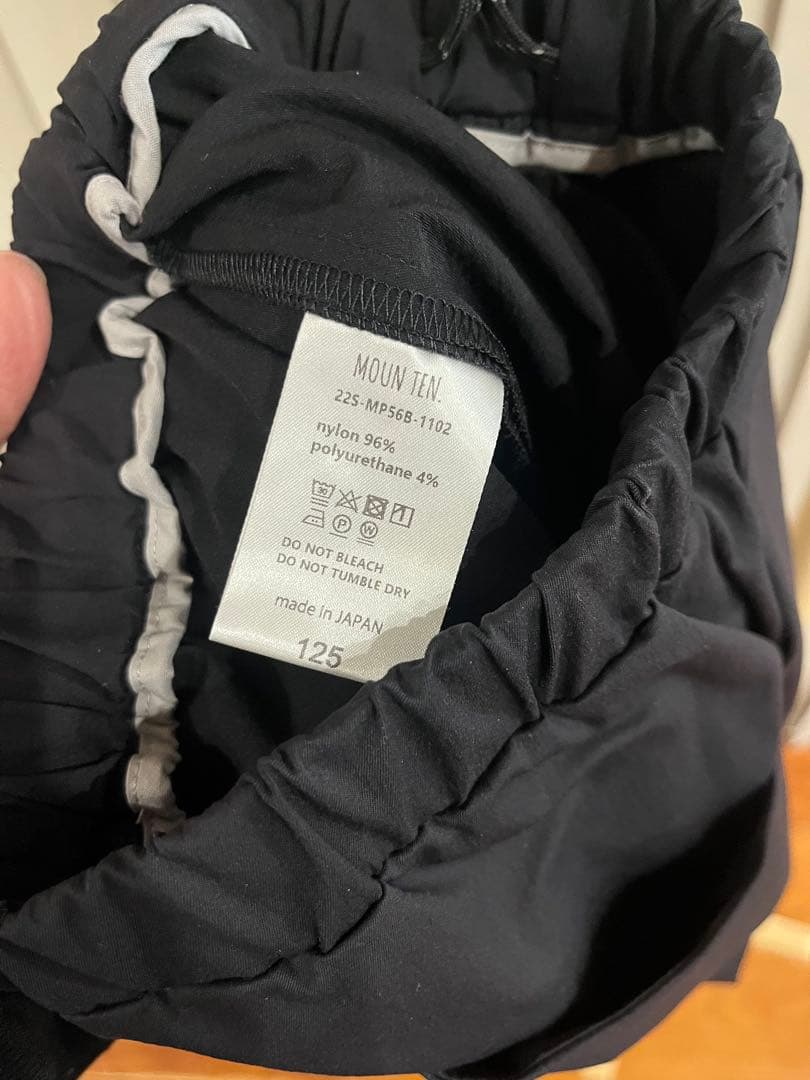 MOUN TEN.
22S-MP56B-1102
nylon 96%
polyurethane 4%
30
P W
DO NOT BLEACH
DO NOT TUMBLE DRY
made in JAPAN
125